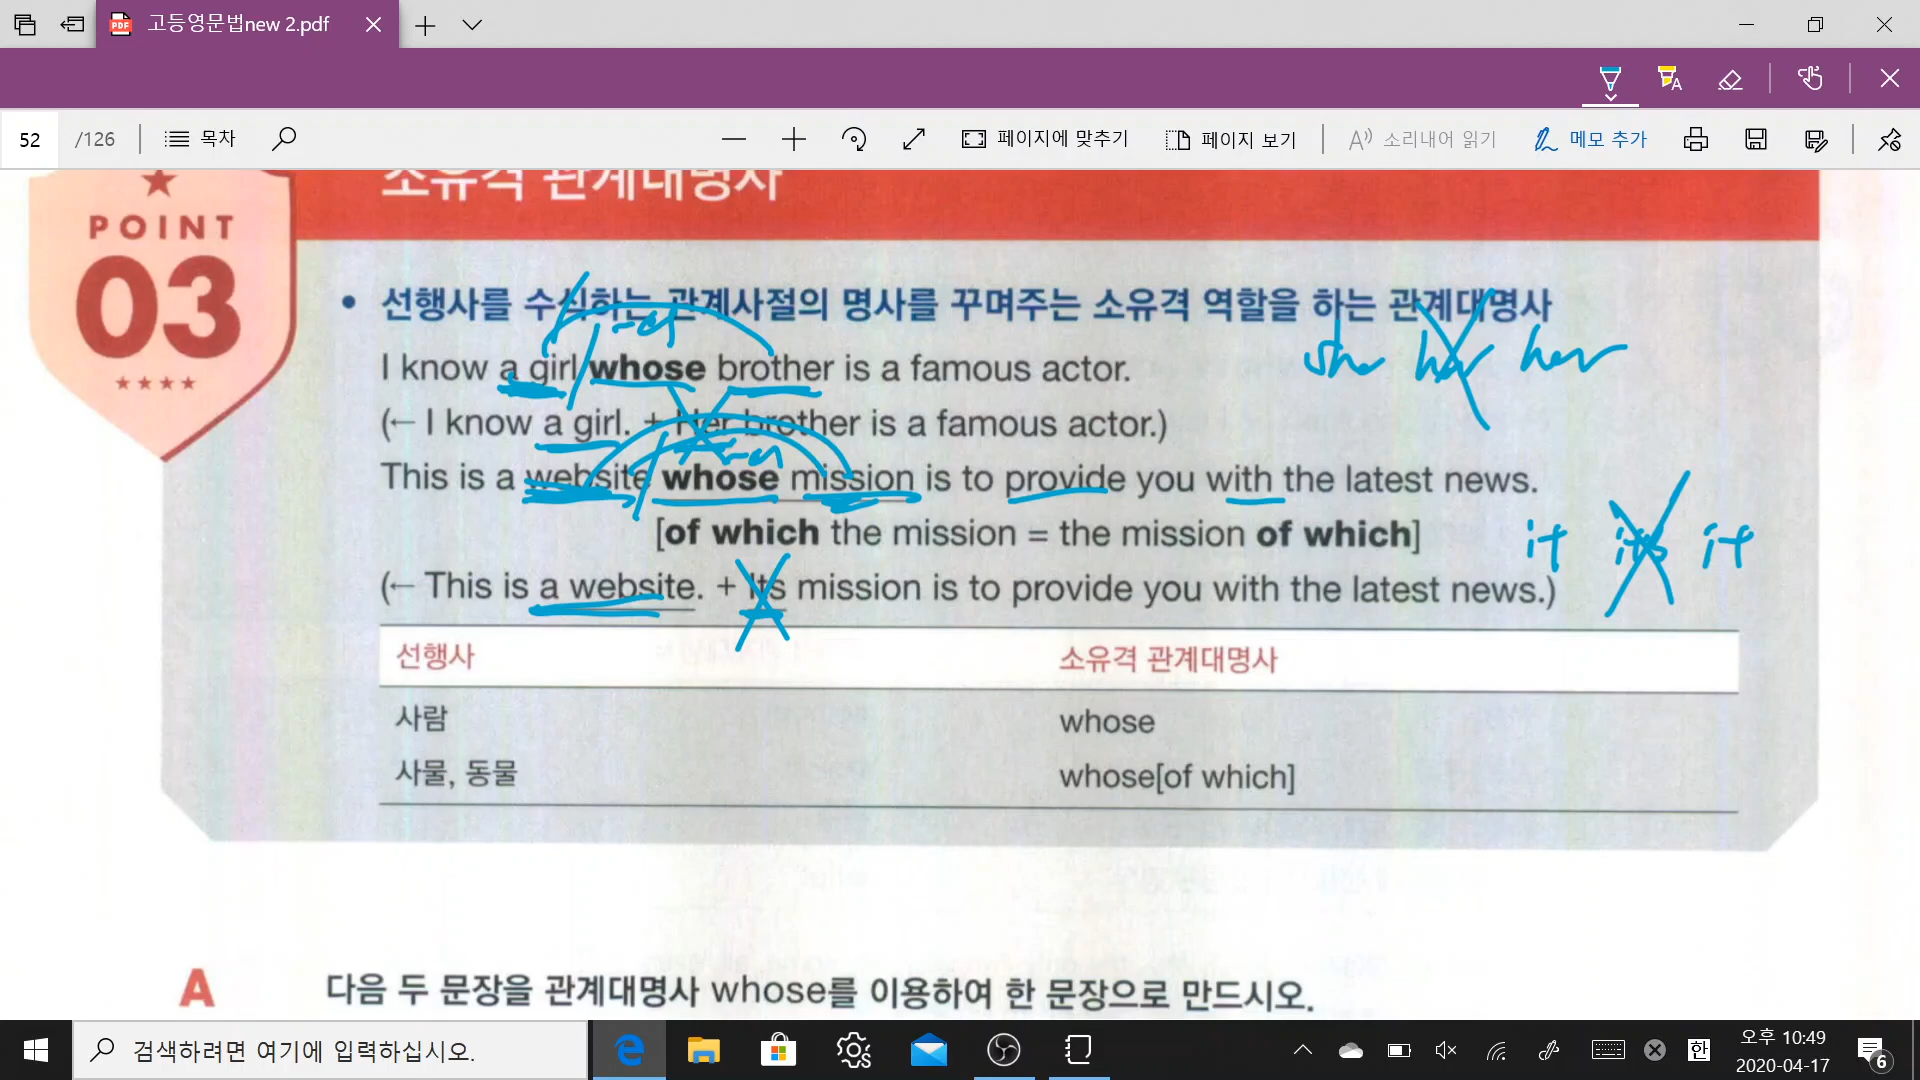 고등영문법new 2.pdf
52 /126 목차 페이지에 맞추기 페이지 보기 소리내어 읽기 메모 추가
소유격 관계대명사
POINT
03
• 선행사를 수식하는 관계사절의 명사를 꾸며주는 소유격 역할을 하는 관계대명사
I know a girl whose brother is a famous actor.
she her her
(← I know a girl. + Her brother is a famous actor.)
This is a website whose mission is to provide you with the latest news.
[of which the mission = the mission of which]
it its it
(← This is a website. + Its mission is to provide you with the latest news.)
선행사 소유격 관계대명사
사람 whose
사물, 동물 whose[of which]
A 다음 두 문장을 관계대명사 whose를 이용하여 한 문장으로 만드시오.
검색하려면 여기에 입력하십시오.
한
오후 10:49
2020-04-17
6